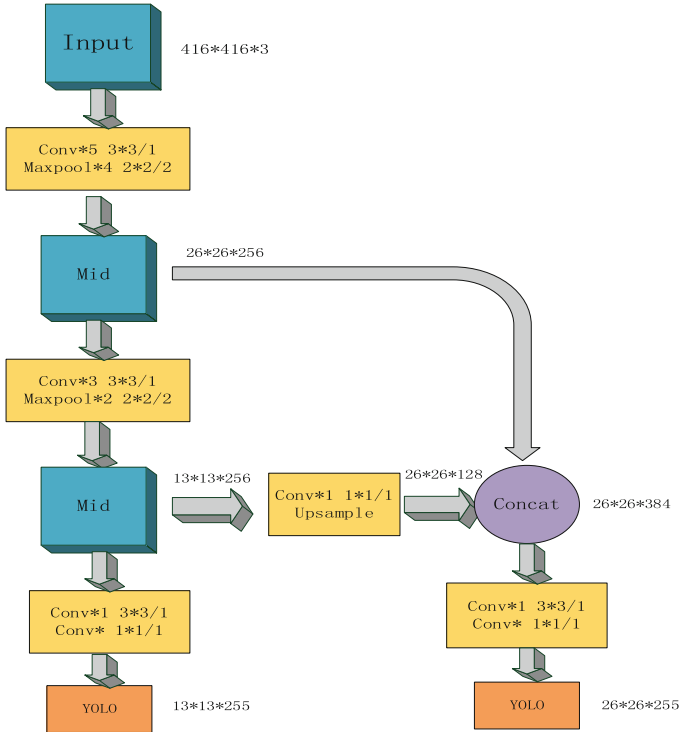 Input
416*416*3
Conv*5 3*3/1
Maxpool*4 2*2/2
26*26*256
Mid
Conv*3 3*3/1
Maxpool*2 2*2/2
13*13*256
26*26*128
Mid
Conv*1 1*1/1
Upsample
Concat
26*26*384
Conv*1 3*3/1
Conv* 1*1/1
Conv*1 3*3/1
Conv* 1*1/1
YOLO
13*13*255
YOLO
26*26*255